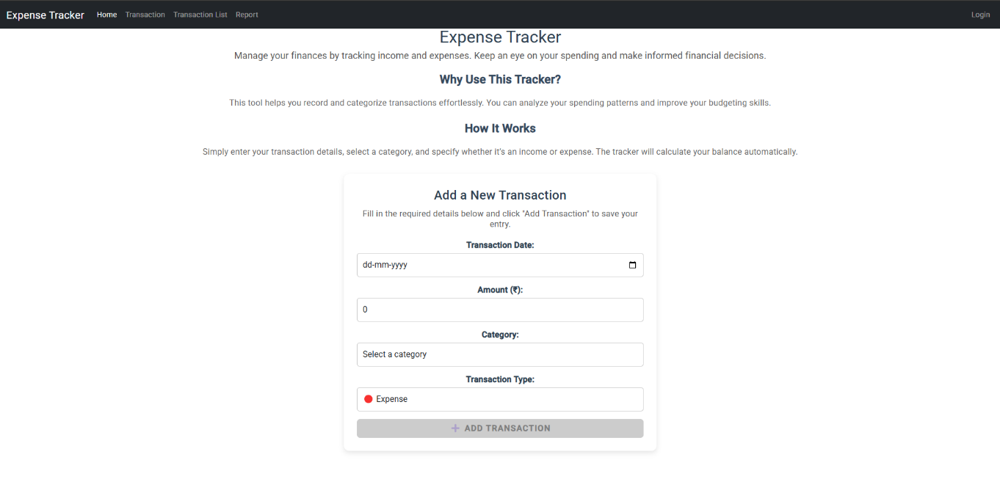 Expense Tracker Home Transaction Transaction List Report Login
Expense Tracker
Manage your finances by tracking income and expenses. Keep an eye on your spending and make informed financial decisions.
Why Use This Tracker?
This tool helps you record and categorize transactions effortlessly. You can analyze your spending patterns and improve your budgeting skills.
How It Works
Simply enter your transaction details, select a category, and specify whether it's an income or expense. The tracker will calculate your balance automatically.
Add a New Transaction
Fill in the required details below and click "Add Transaction" to save your
entry.
Transaction Date:
dd-mm-yyyy
Amount (₹):
0
Category:
Select a category
Transaction Type:
Expense
ADD TRANSACTION